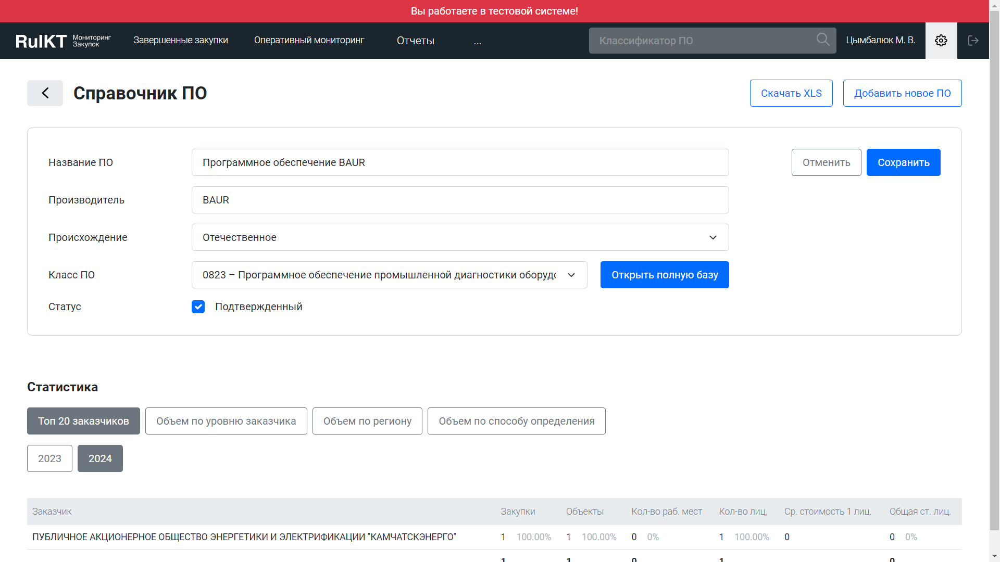 Вы работаете в тестовой системе!
RuIKT Мониторинг Закупок Завершенные закупки Оперативный мониторинг Отчеты ... Классификатор ПО Цымбалюк М. В.
Справочник ПО Скачать XLS Добавить новое ПО
Название ПО Программное обеспечение BAUR Отменить Сохранить
Производитель BAUR
Происхождение Отечественное
Класс ПО 0823 – Программное обеспечение промышленной диагностики оборудо Открыть полную базу
Статус Подтвержденный
Статистика
Топ 20 заказчиков Объем по уровню заказчика Объем по региону Объем по способу определения
2023 2024
Заказчик Закупки Объекты Кол-во раб. мест Кол-во лиц, Ср. стоимость 1 лиц. Общая ст. лиц.
ПУБЛИЧНОЕ АКЦИОНЕРНОЕ ОБЩЕСТВО ЭНЕРГЕТИКИ И ЭЛЕКТРИФИКАЦИИ "КАМЧАТСКЭНЕРГО" 1 100.00% 1 100.00% 0 0% 1 100.00% 0 0 0%
1 1 0 1 0